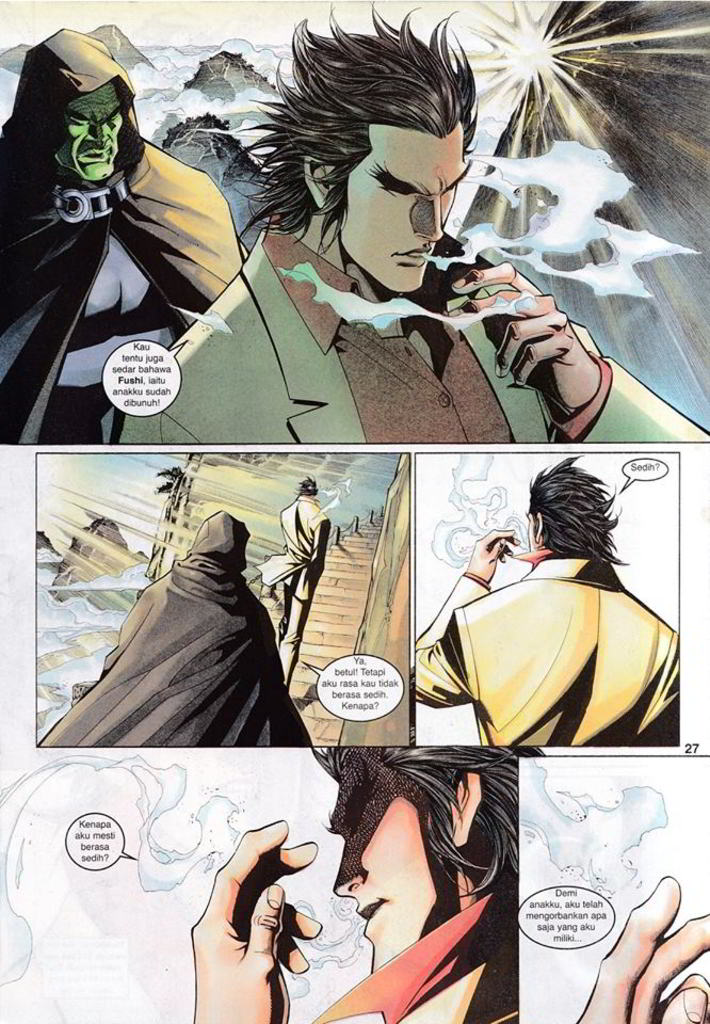 Kau
tentu juga
sedar bahawa
Fushi, iaitu
anakku sudah
dibunuh!
Ya,
betul! Tetapi
aku rasa kau tidak
berasa sedih.
Kenapa?
Sedih?
27
Kenapa
aku mesti
berasa
sedih?
Demi
anakku, aku telah
mengorbankan apa
saja yang aku
miliki...